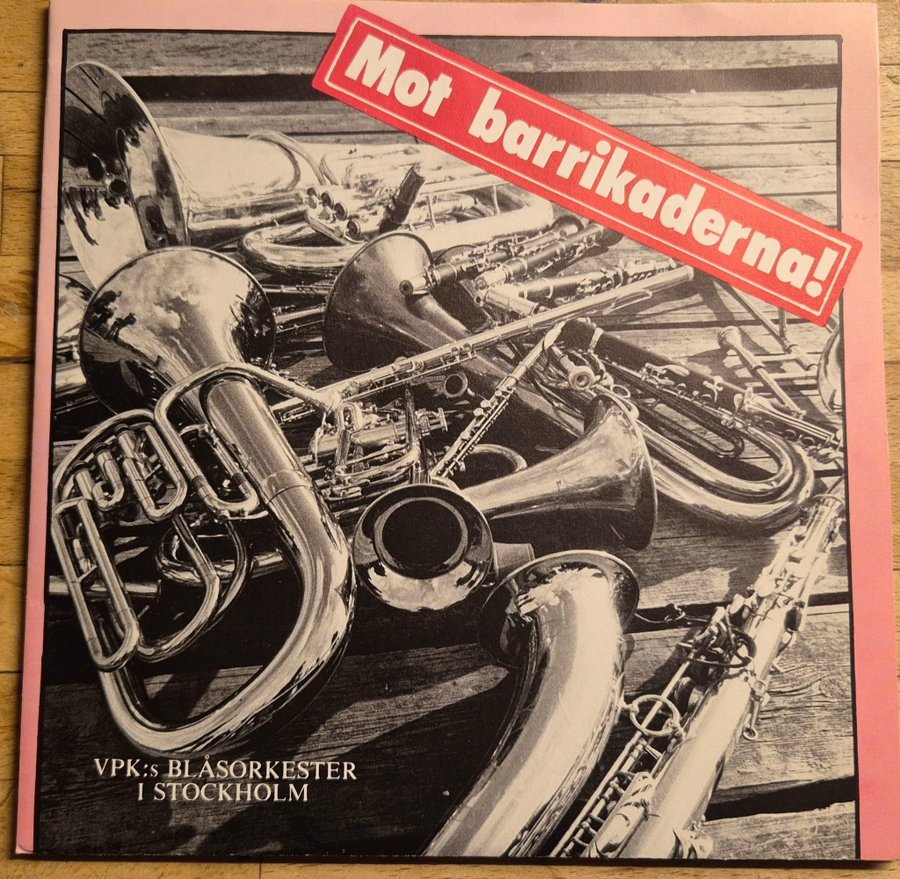 Mot barrikaderna!
VPK:s BLÅSORKESTER
I STOCKHOLM